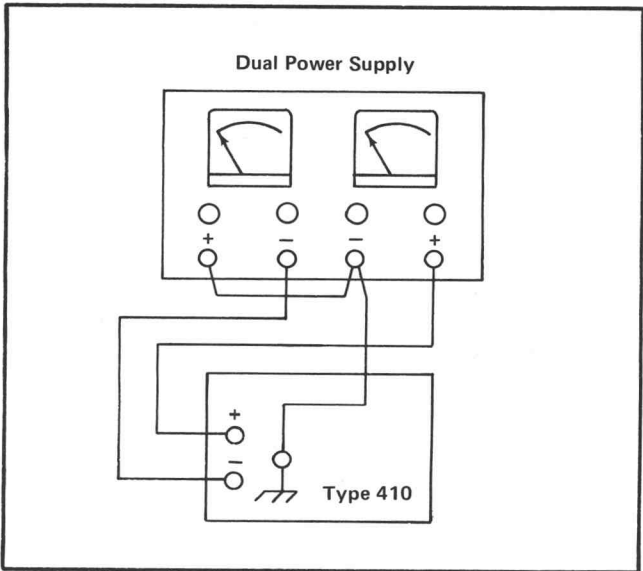 Dual Power Supply
+ − − +
+
−
Type 410